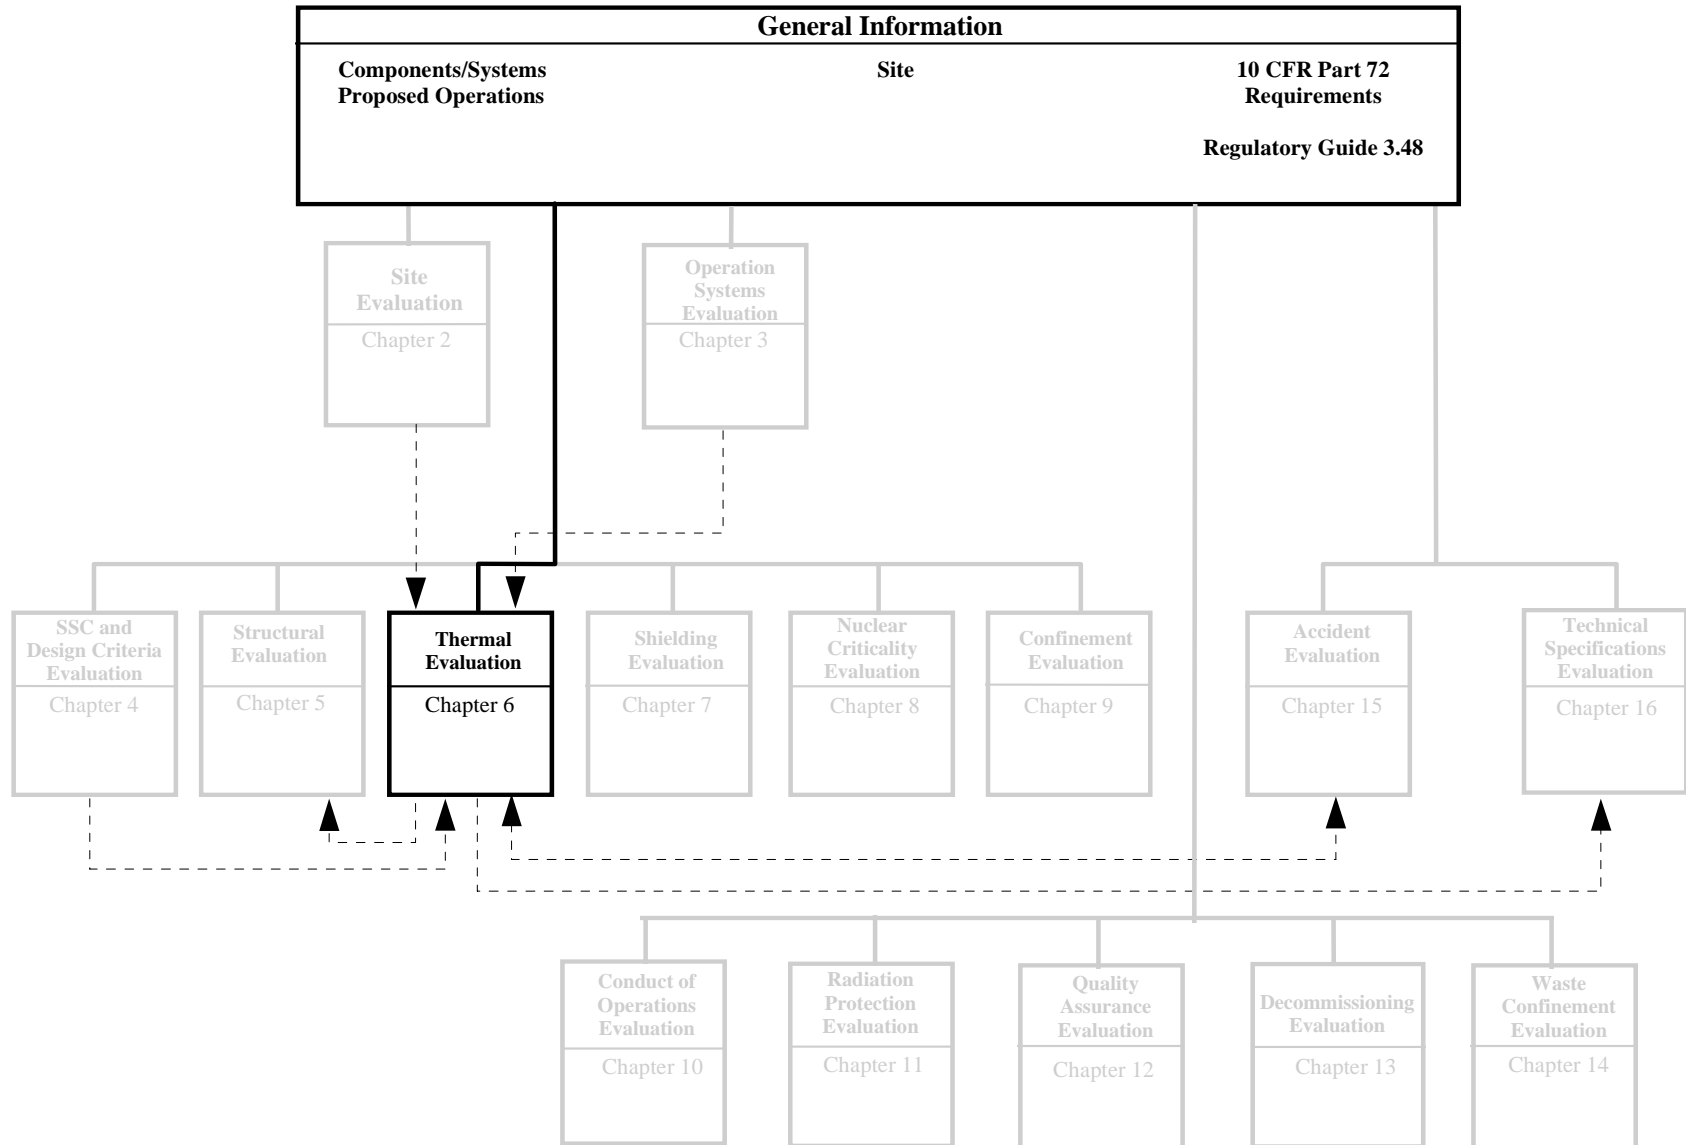 General Information
Components/Systems
Proposed Operations
Site
10 CFR Part 72
Requirements
Regulatory Guide 3.48
Site
Evaluation
Chapter 2
Operation
Systems
Evaluation
Chapter 3
SSC and
Design Criteria
Evaluation
Chapter 4
Structural
Evaluation
Chapter 5
Thermal
Evaluation
Chapter 6
Shielding
Evaluation
Chapter 7
Nuclear
Criticality
Evaluation
Chapter 8
Confinement
Evaluation
Chapter 9
Accident
Evaluation
Chapter 15
Technical
Specifications
Evaluation
Chapter 16
Conduct of
Operations
Evaluation
Chapter 10
Radiation
Protection
Evaluation
Chapter 11
Quality
Assurance
Evaluation
Chapter 12
Decommissioning
Evaluation
Chapter 13
Waste
Confinement
Evaluation
Chapter 14